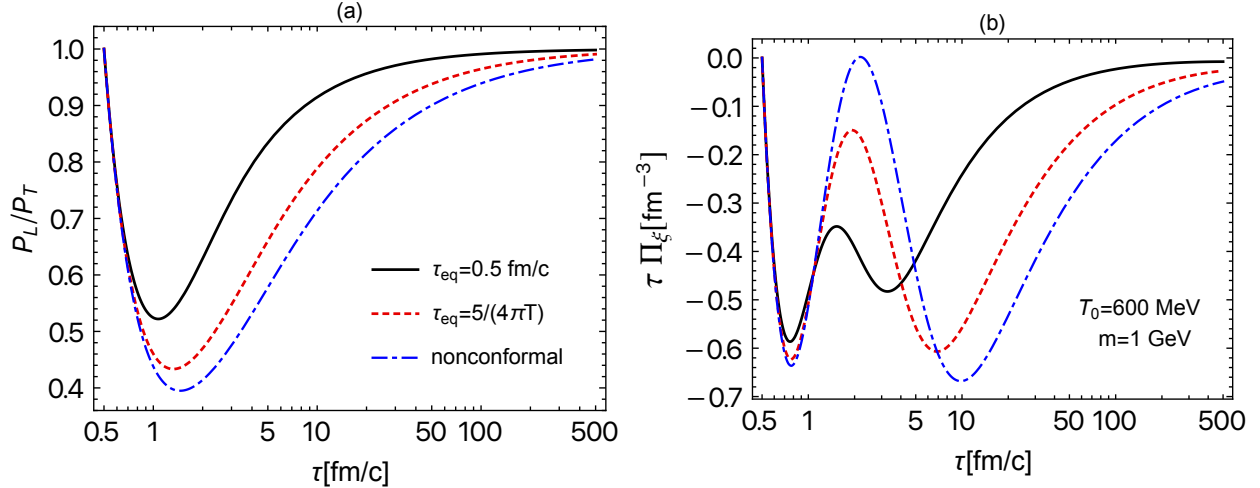 (a)
1.0
0.9
0.8
0.7
0.6
0.5
0.4
P_L/P_T
τ_eq=0.5 fm/c
τ_eq=5/(4πT)
nonconformal
0.5 1 5 10 50 100 500
τ[fm/c]
(b)
0.0
−0.1
−0.2
−0.3
−0.4
−0.5
−0.6
−0.7
τ Π_ξ[fm⁻³]
T₀=600 MeV
m=1 GeV
0.5 1 5 10 50 100 500
τ[fm/c]